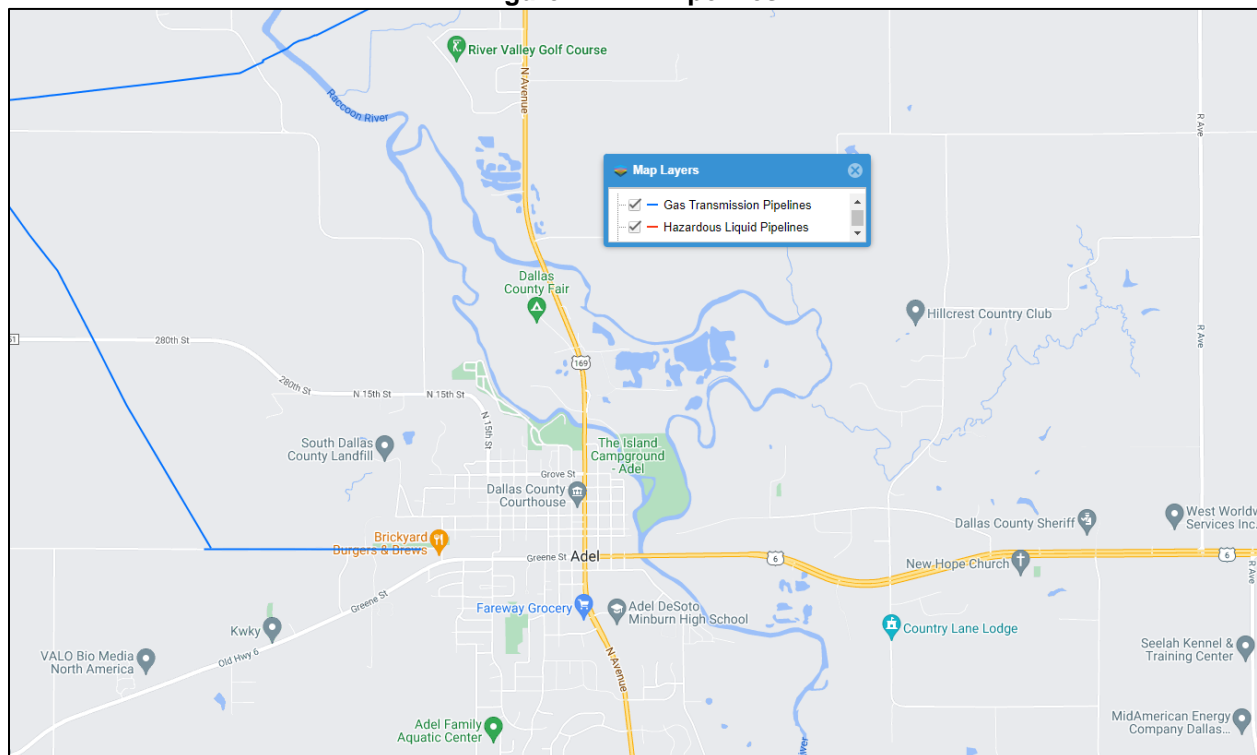 River Valley Golf Course
N Avenue
Raccoon River
R Ave
Map Layers
Gas Transmission Pipelines
Hazardous Liquid Pipelines
Dallas
County Fair
Hillcrest Country Club
280th St
169
280th St
N 15th St
N 15th St
N 15th St
R Ave
South Dallas
County Landfill
The Island
Campground
- Adel
Grove St
Dallas County
Courthouse
Dallas County Sheriff
West Worldw
Services Inc.
Brickyard
Burgers & Brews
Greene St
Adel
6
6
New Hope Church
Greene St
Fareway Grocery
Adel DeSoto
Minburn High School
Kwky
Country Lane Lodge
Old Hwy 6
VALO Bio Media
North America
Seelah Kennel &
Training Center
N Avenue
Adel Family
Aquatic Center
MidAmerican Energy
Company Dallas...